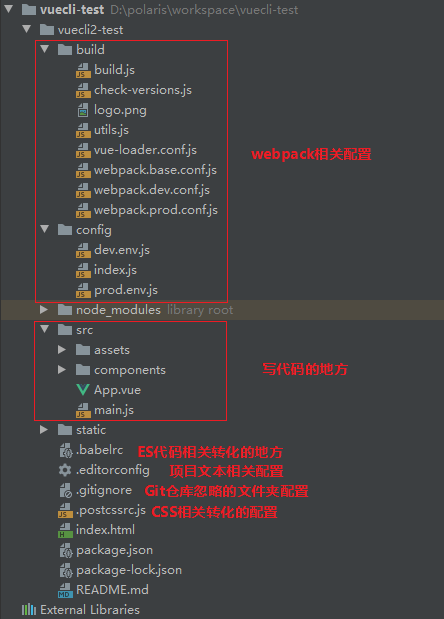 vuecli-test D:\polaris\workspace\vuecli-test
vuecli2-test
build
build.js
check-versions.js
logo.png
utils.js
vue-loader.conf.js
webpack相关配置
webpack.base.conf.js
webpack.dev.conf.js
webpack.prod.conf.js
config
dev.env.js
index.js
prod.env.js
node_modules library root
src
assets
components 写代码的地方
App.vue
main.js
static
.babelrc ES代码相关转化的地方
.editorconfig 项目文本相关配置
.gitignore Git仓库忽略的文件夹配置
.postcssrc.js CSS相关转化的配置
index.html
package.json
package-lock.json
README.md
External Libraries